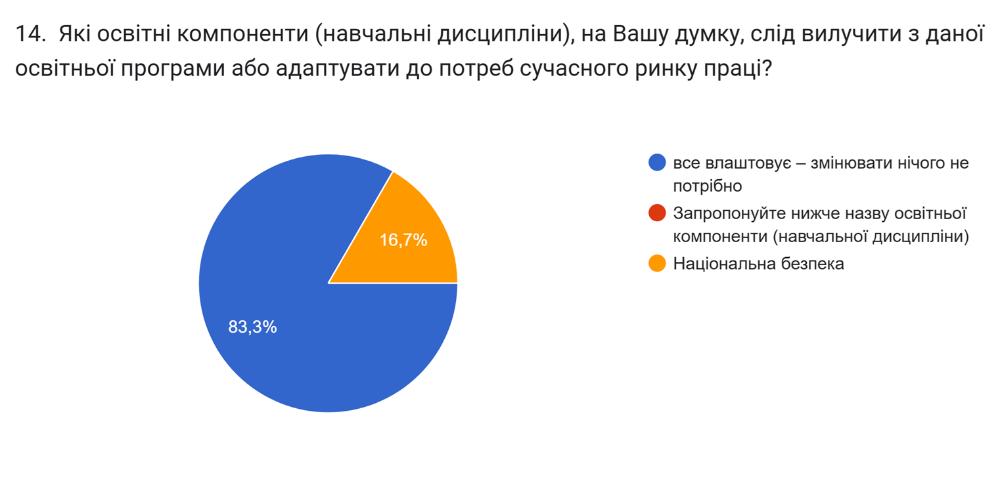 14.  Які освітні компоненти (навчальні дисципліни), на Вашу думку, слід вилучити з даної
освітньої програми або адаптувати до потреб сучасного ринку праці?
все влаштовує – змінювати нічого не
потрібно
Запропонуйте нижче назву освітньої
компоненти (навчальної дисципліни)
Національна безпека
16,7%
83,3%